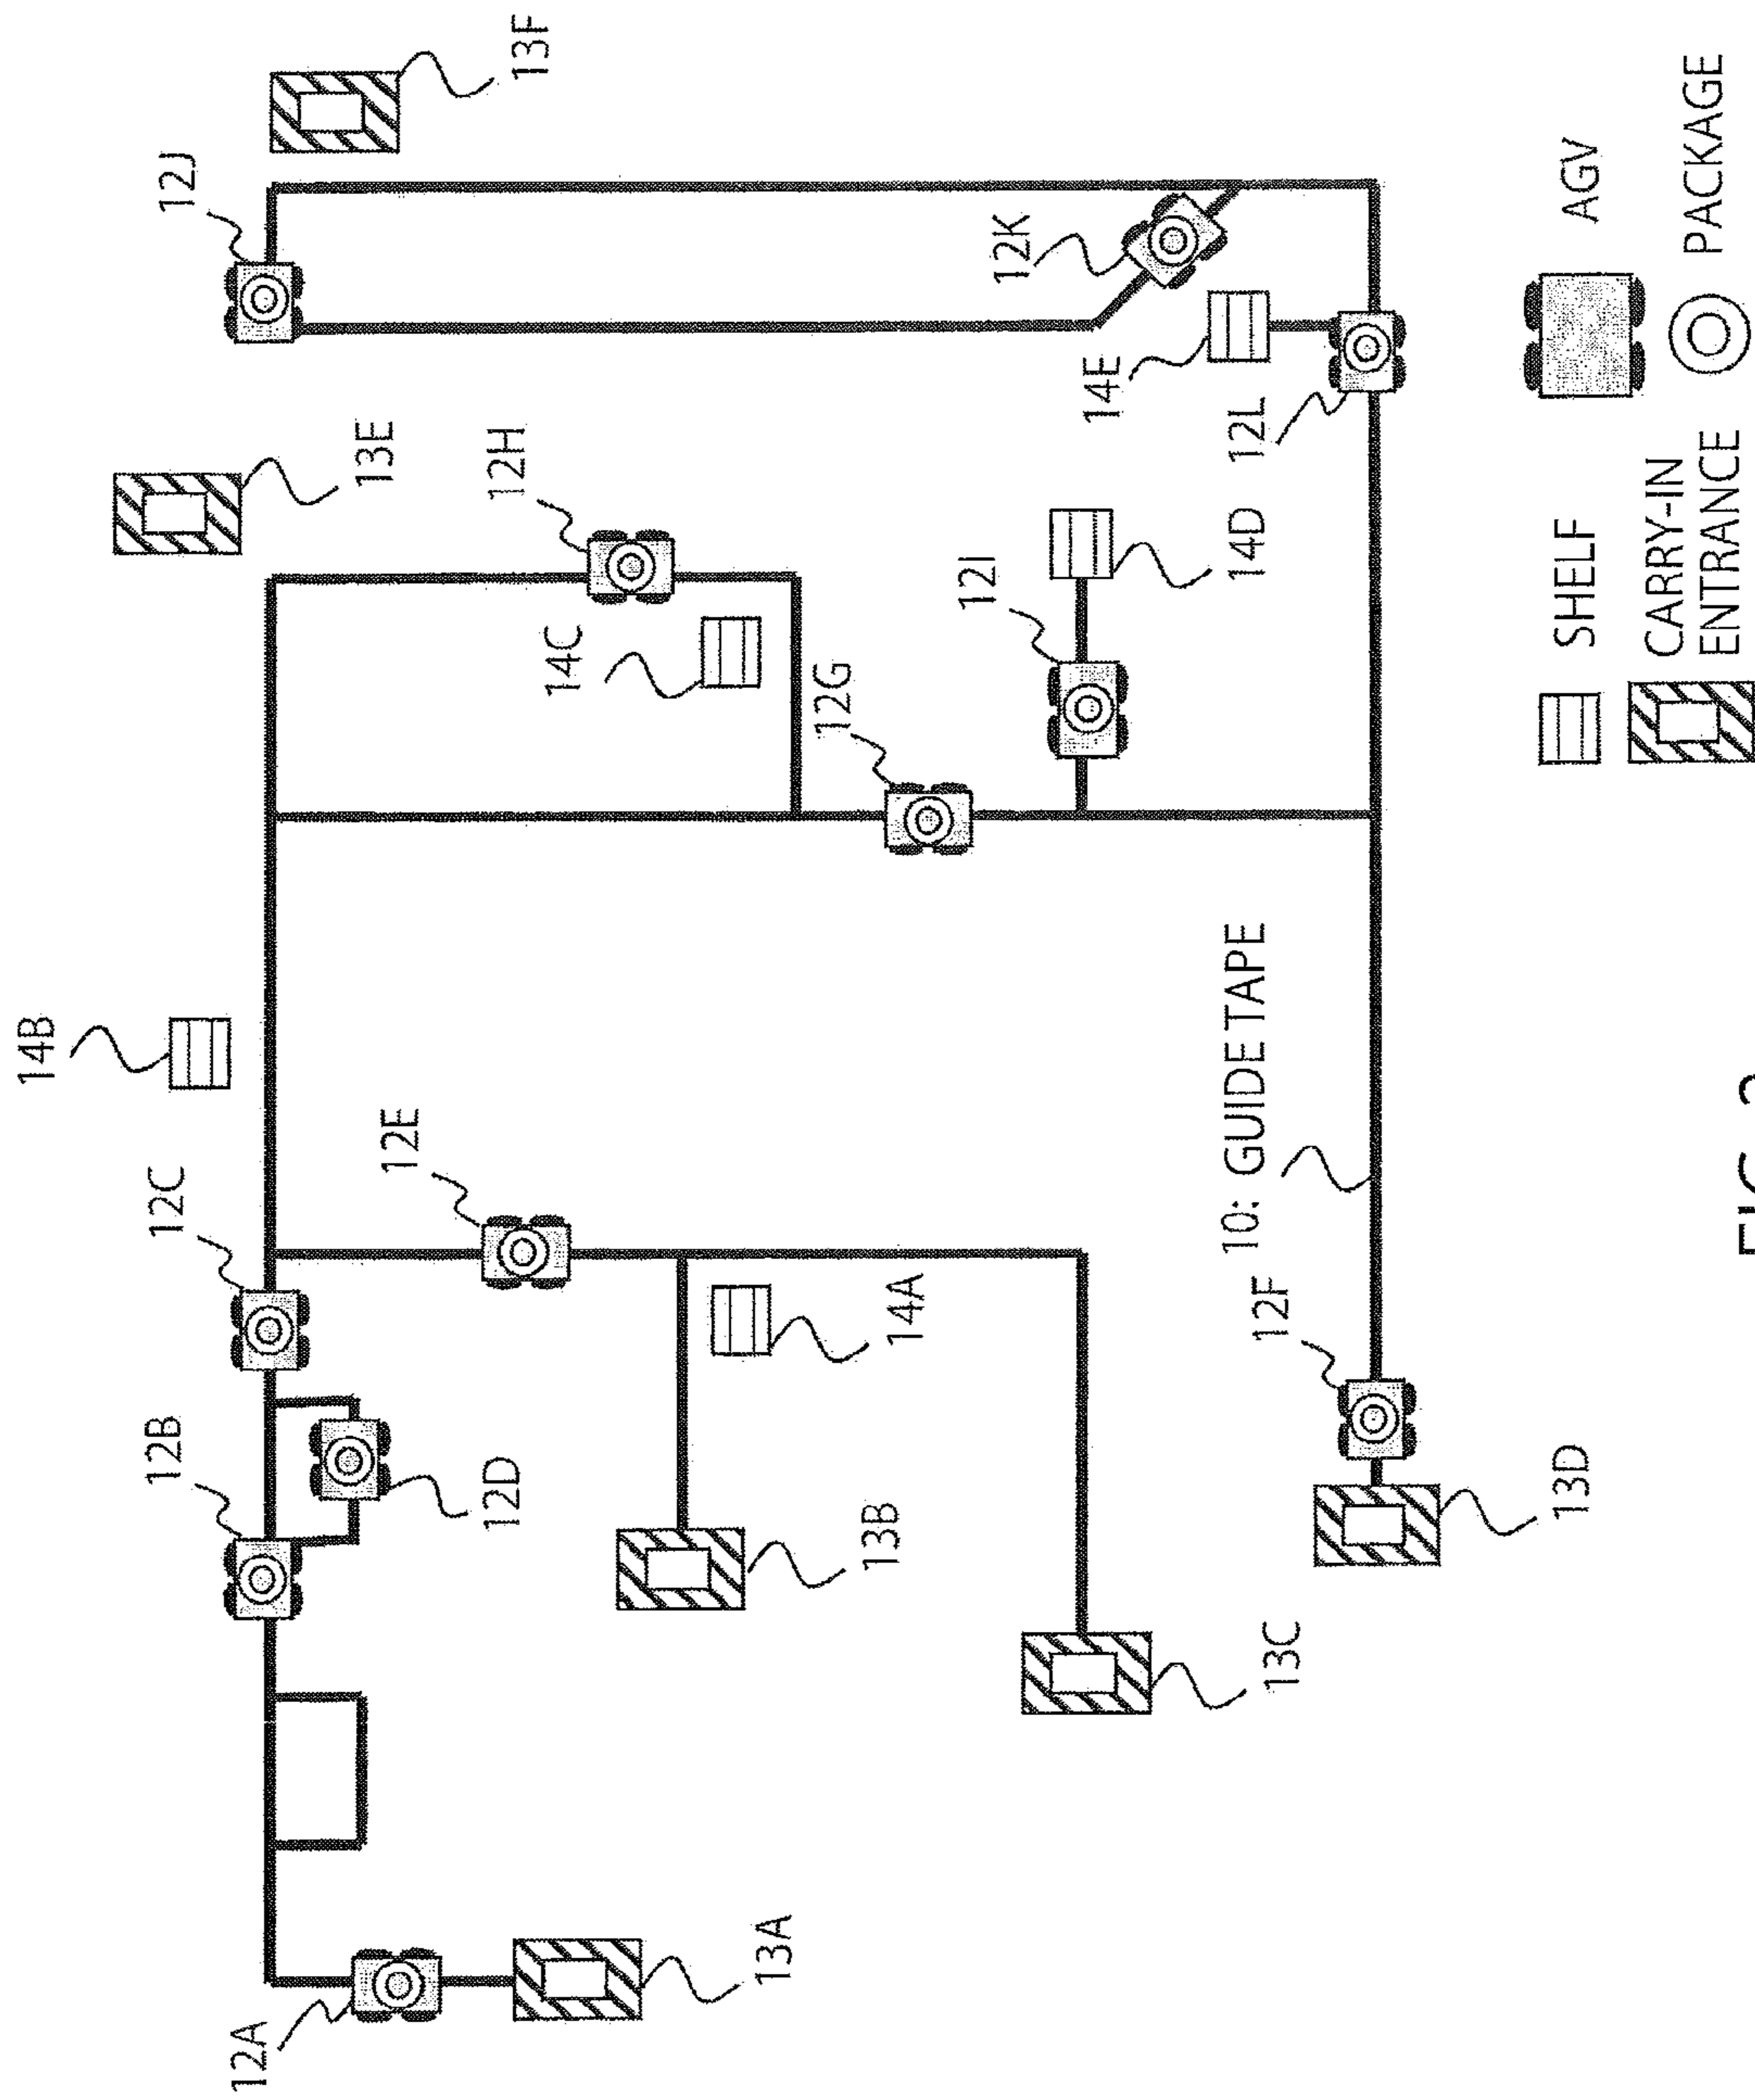 14B
12B
12C
12J
12A
12E
13E
12D
12H
13F
14C
13A
12G
13B
14A
12I
12K
14E
13C
12F
10: GUIDE TAPE
14D
12L
13D
SHELF
AGV
CARRY-IN
ENTRANCE
PACKAGE